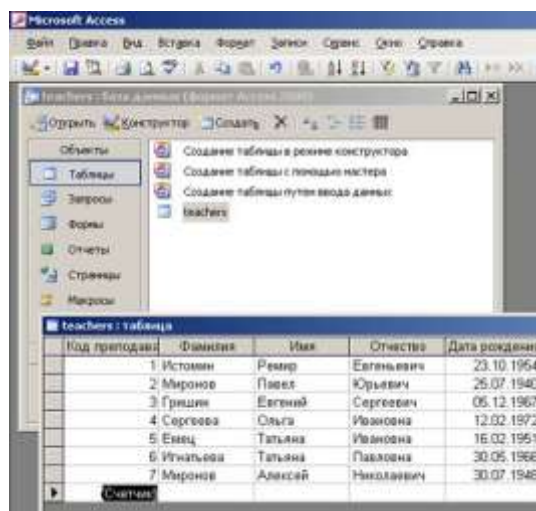 Microsoft Access
Файл Правка Вид Вставка Формат Записи Сервис Окно Справка
teachers : база данных (формат Access 2000)
Открыть Конструктор Создать
Объекты
Таблицы
Запросы
Формы
Отчеты
Страницы
Макросы
Создание таблицы в режиме конструктора
Создание таблицы с помощью мастера
Создание таблицы путем ввода данных
teachers
teachers : таблица
Код преподава Фамилия Имя Отчество Дата рождения
1 Истомин Ремир Евгеньевич 23.10.1954
2 Миронов Павел Юрьевич 25.07.1940
3 Гришин Евгений Сергеевич 05.12.1967
4 Сергеева Ольга Ивановна 12.02.1972
5 Емец Татьяна Ивановна 16.02.1951
6 Игнатьева Татьяна Павловна 30.05.1966
7 Миронов Алексей Николаевич 30.07.1948
Счетчик)